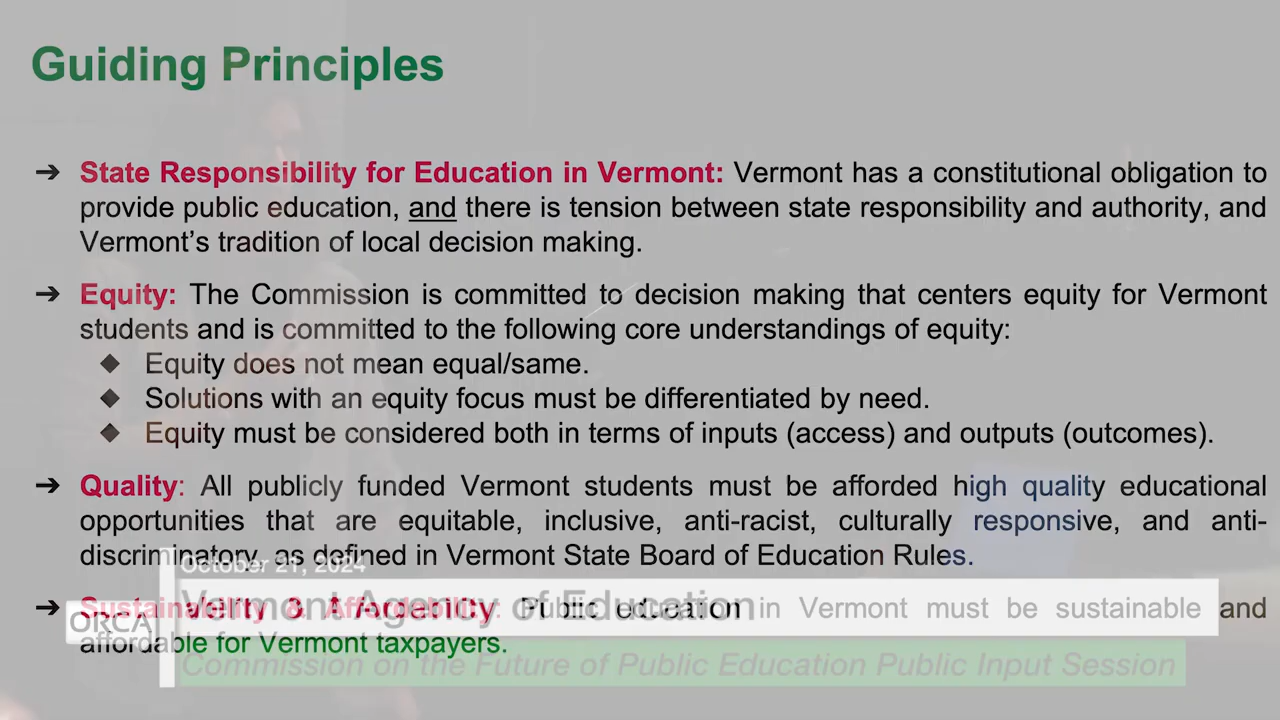 Guiding Principles
➔ State Responsibility for Education in Vermont: Vermont has a constitutional obligation to
provide public education, and there is tension between state responsibility and authority, and
Vermont’s tradition of local decision making.
➔ Equity: The Commission is committed to decision making that centers equity for Vermont
students and is committed to the following core understandings of equity:
◆ Equity does not mean equal/same.
◆ Solutions with an equity focus must be differentiated by need.
◆ Equity must be considered both in terms of inputs (access) and outputs (outcomes).
➔ Quality: All publicly funded Vermont students must be afforded high quality educational
opportunities that are equitable, inclusive, anti-racist, culturally responsive, and anti-
discriminatory, as defined in Vermont State Board of Education Rules.
October 21, 2024
➔ Sustainability & Affordability: Public education in Vermont must be sustainable and
affordable for Vermont taxpayers.
ORCA
Vermont Agency of Education
Commission on the Future of Public Education Public Input Session